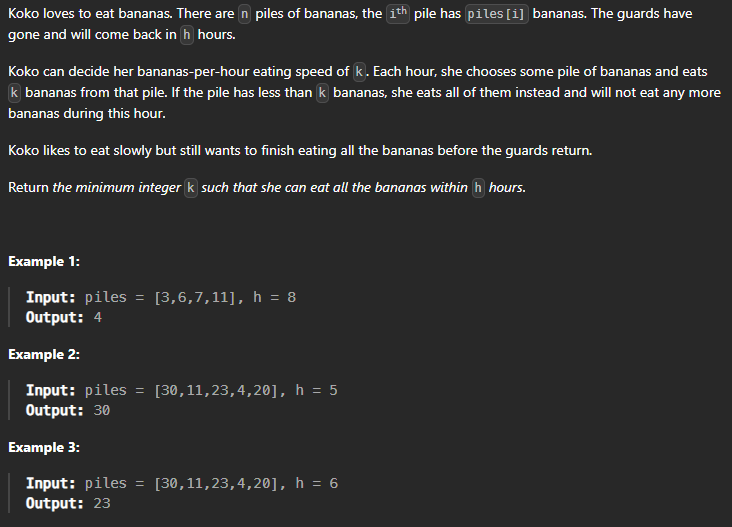 Koko loves to eat bananas. There are n piles of bananas, the ith pile has piles[i] bananas. The guards have
gone and will come back in h hours.
Koko can decide her bananas-per-hour eating speed of k. Each hour, she chooses some pile of bananas and eats
k bananas from that pile. If the pile has less than k bananas, she eats all of them instead and will not eat any more
bananas during this hour.
Koko likes to eat slowly but still wants to finish eating all the bananas before the guards return.
Return the minimum integer k such that she can eat all the bananas within h hours.
Example 1:
Input: piles = [3,6,7,11], h = 8
Output: 4
Example 2:
Input: piles = [30,11,23,4,20], h = 5
Output: 30
Example 3:
Input: piles = [30,11,23,4,20], h = 6
Output: 23